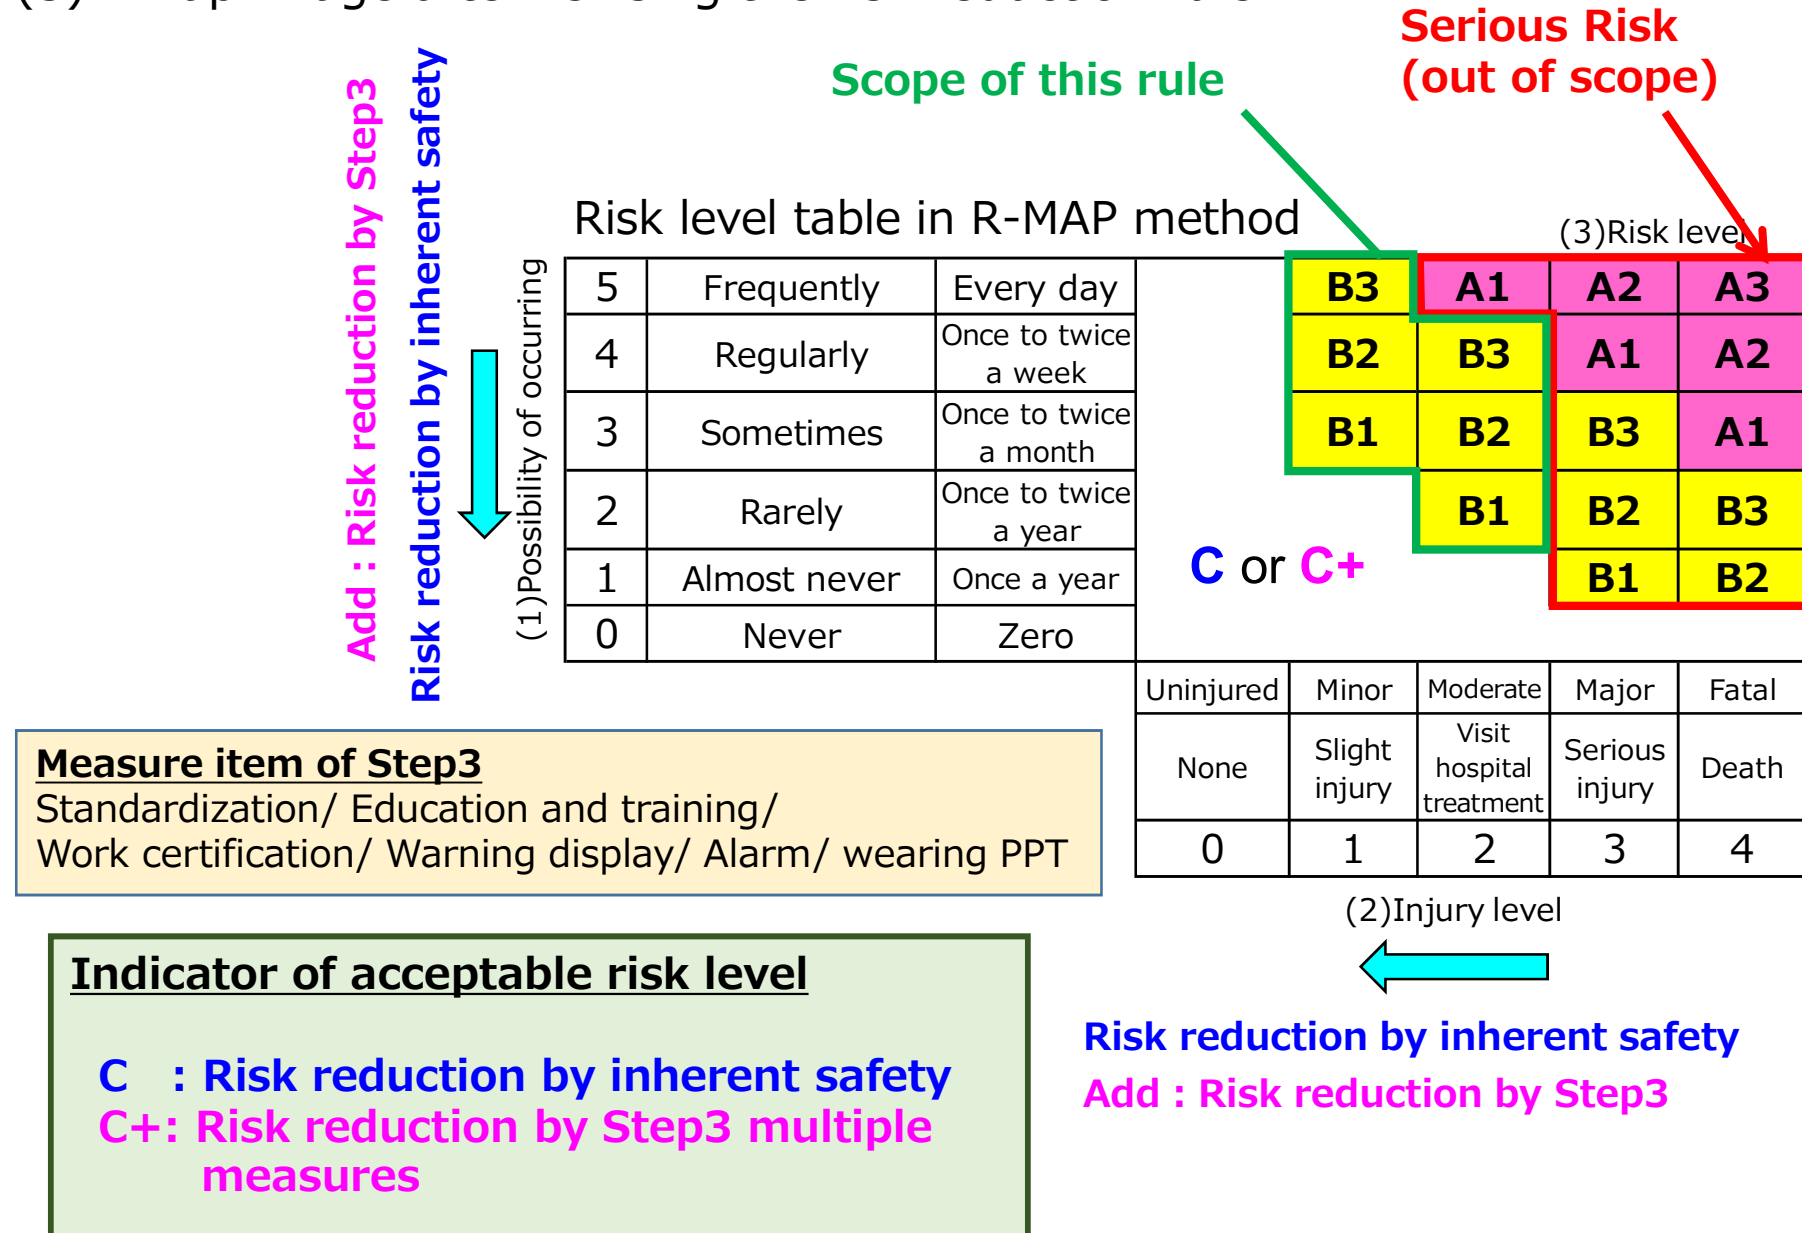 Serious Risk
(out of scope)
Scope of this rule
Add : Risk reduction by Step3
Risk reduction by inherent safety
Risk level table in R-MAP method
(3)Risk level
(1)Possibility of occurring
5 Frequently Every day B3 A1 A2 A3
4 Regularly Once to twice a week B2 B3 A1 A2
3 Sometimes Once to twice a month B1 B2 B3 A1
2 Rarely Once to twice a year B1 B2 B3
1 Almost never Once a year B1 B2
C or C+
0 Never Zero
Uninjured Minor Moderate Major Fatal
None Slight injury Visit hospital treatment Serious injury Death
0 1 2 3 4
(2)Injury level
Risk reduction by inherent safety
Add : Risk reduction by Step3
Measure item of Step3
Standardization/ Education and training/
Work certification/ Warning display/ Alarm/ wearing PPT
Indicator of acceptable risk level
C : Risk reduction by inherent safety
C+: Risk reduction by Step3 multiple
measures